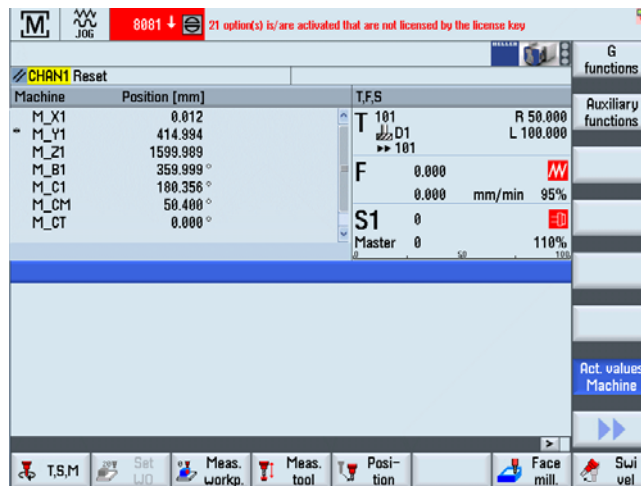 M JOG 8081 21 option(s) is/are activated that are not licensed by the license key
HELLER
CHAN1 Reset
Machine Position [mm]
M_X1 0.012
M_Y1 414.994
M_Z1 1599.989
M_B1 359.999 °
M_C1 180.356 °
M_CM 50.400 °
M_CT 0.000 °
T,F,S
T 101 R 50.000
D1 L 100.000
101
F 0.000
0.000 mm/min 95%
S1 0
Master 0 110%
0 50 100
G
functions
Auxiliary
functions
Act. values
Machine
T,S,M
Set
WO
Meas.
workp.
Meas.
tool
Posi-
tion
Face
mill.
Swi
vel